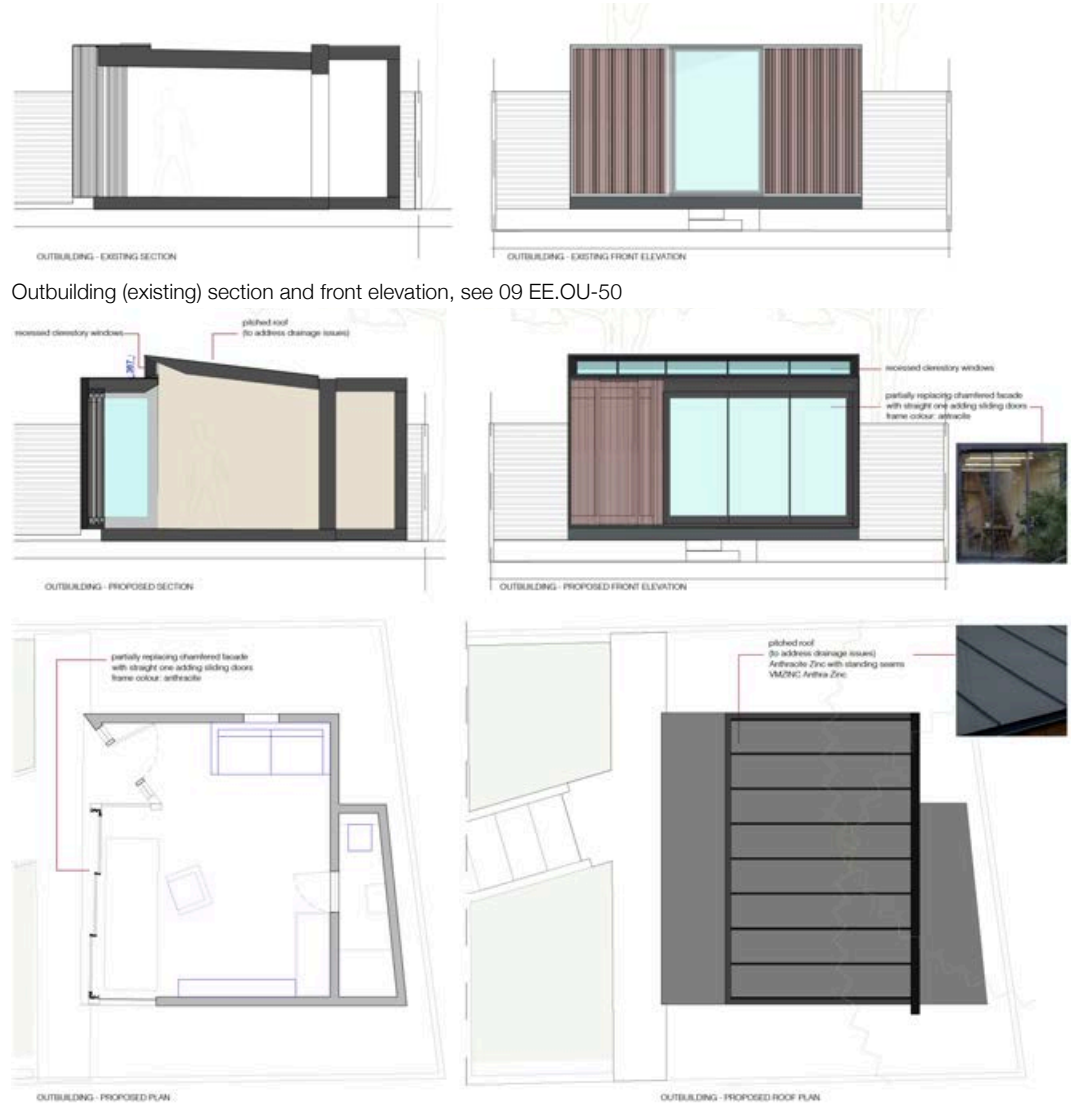 OUTBUILDING - EXISTING SECTION
OUTBUILDING - EXISTING FRONT ELEVATION
Outbuilding (existing) section and front elevation, see 09 EE.OU-50
recessed clerestory windows
pitched roof
(to address drainage issues)
367
OUTBUILDING - PROPOSED SECTION
recessed clerestory windows
partially replacing chamfered facade
with straight one adding sliding doors
frame colour: antracite
OUTBUILDING - PROPOSED FRONT ELEVATION
partially replacing chamfered facade
with straight one adding sliding doors
frame colour: anthracite
OUTBUILDING - PROPOSED PLAN
pitched roof
(to address drainage issues)
Anthracite Zinc with standing seams
VMZINC Anthra Zinc
OUTBUILDING - PROPOSED ROOF PLAN